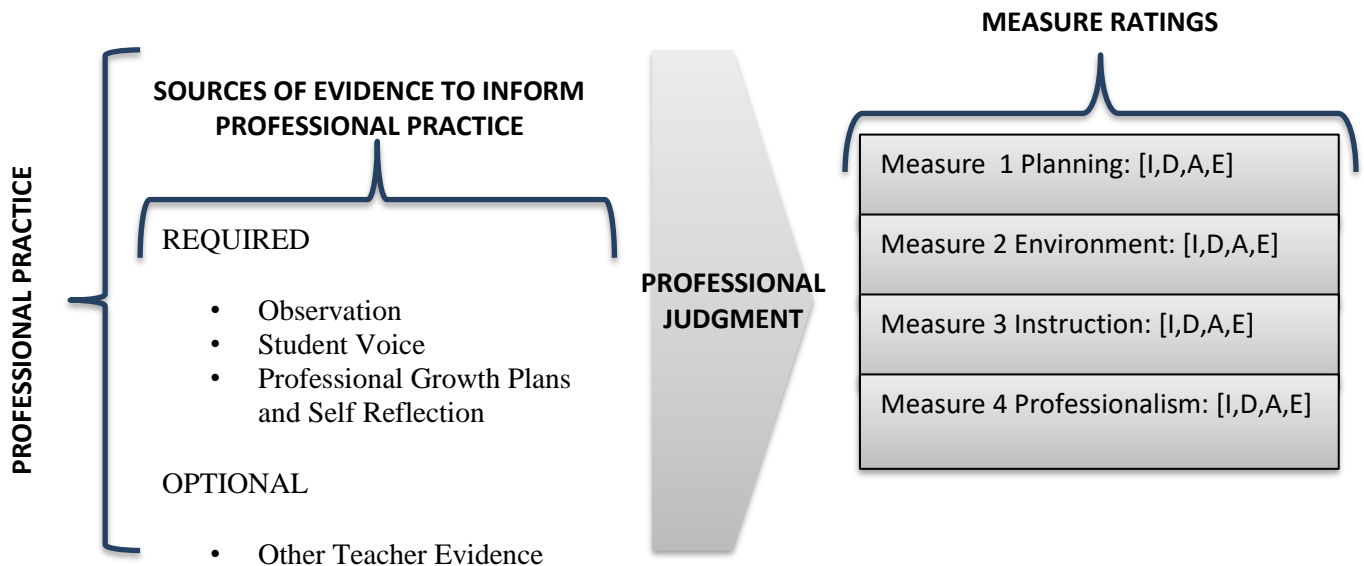 PROFESSIONAL PRACTICE
SOURCES OF EVIDENCE TO INFORM
PROFESSIONAL PRACTICE
REQUIRED
• Observation
• Student Voice
• Professional Growth Plans
and Self Reflection
OPTIONAL
• Other Teacher Evidence
PROFESSIONAL
JUDGMENT
MEASURE RATINGS
Measure 1 Planning: [I,D,A,E]
Measure 2 Environment: [I,D,A,E]
Measure 3 Instruction: [I,D,A,E]
Measure 4 Professionalism: [I,D,A,E]